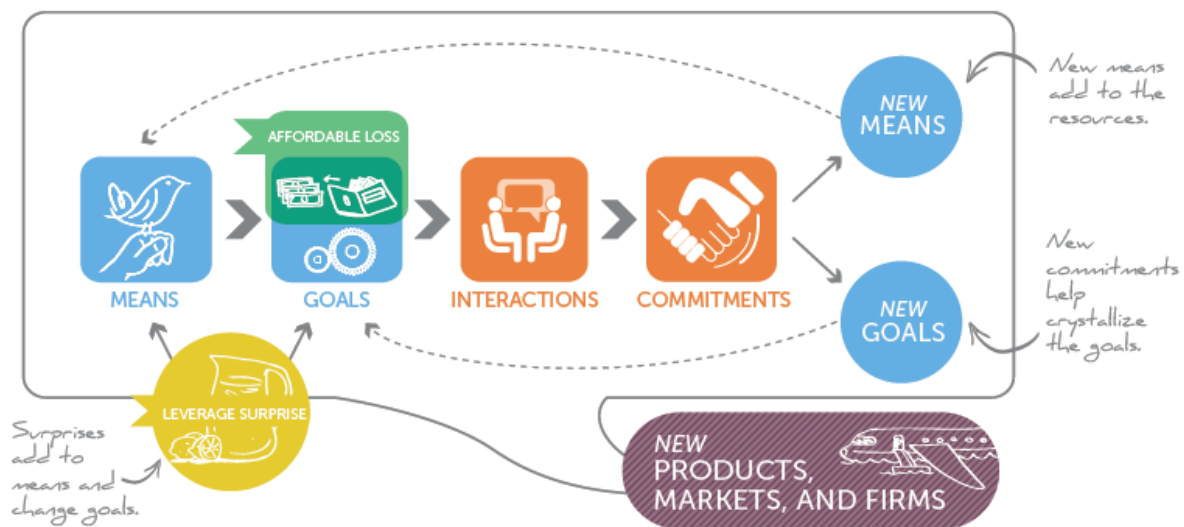 NEW
MEANS
New means
add to the
resources.
AFFORDABLE LOSS
MEANS
GOALS
INTERACTIONS
COMMITMENTS
NEW
GOALS
New
commitments
help
crystallize
the goals.
LEVERAGE SURPRISE
Surprises
add to
means and
change goals.
NEW
PRODUCTS,
MARKETS, AND FIRMS